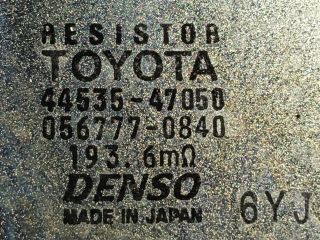 RESISTOR
TOYOTA
44535-47050
056777-0840
193.6mΩ
DENSO
MADE IN JAPAN 6YJ